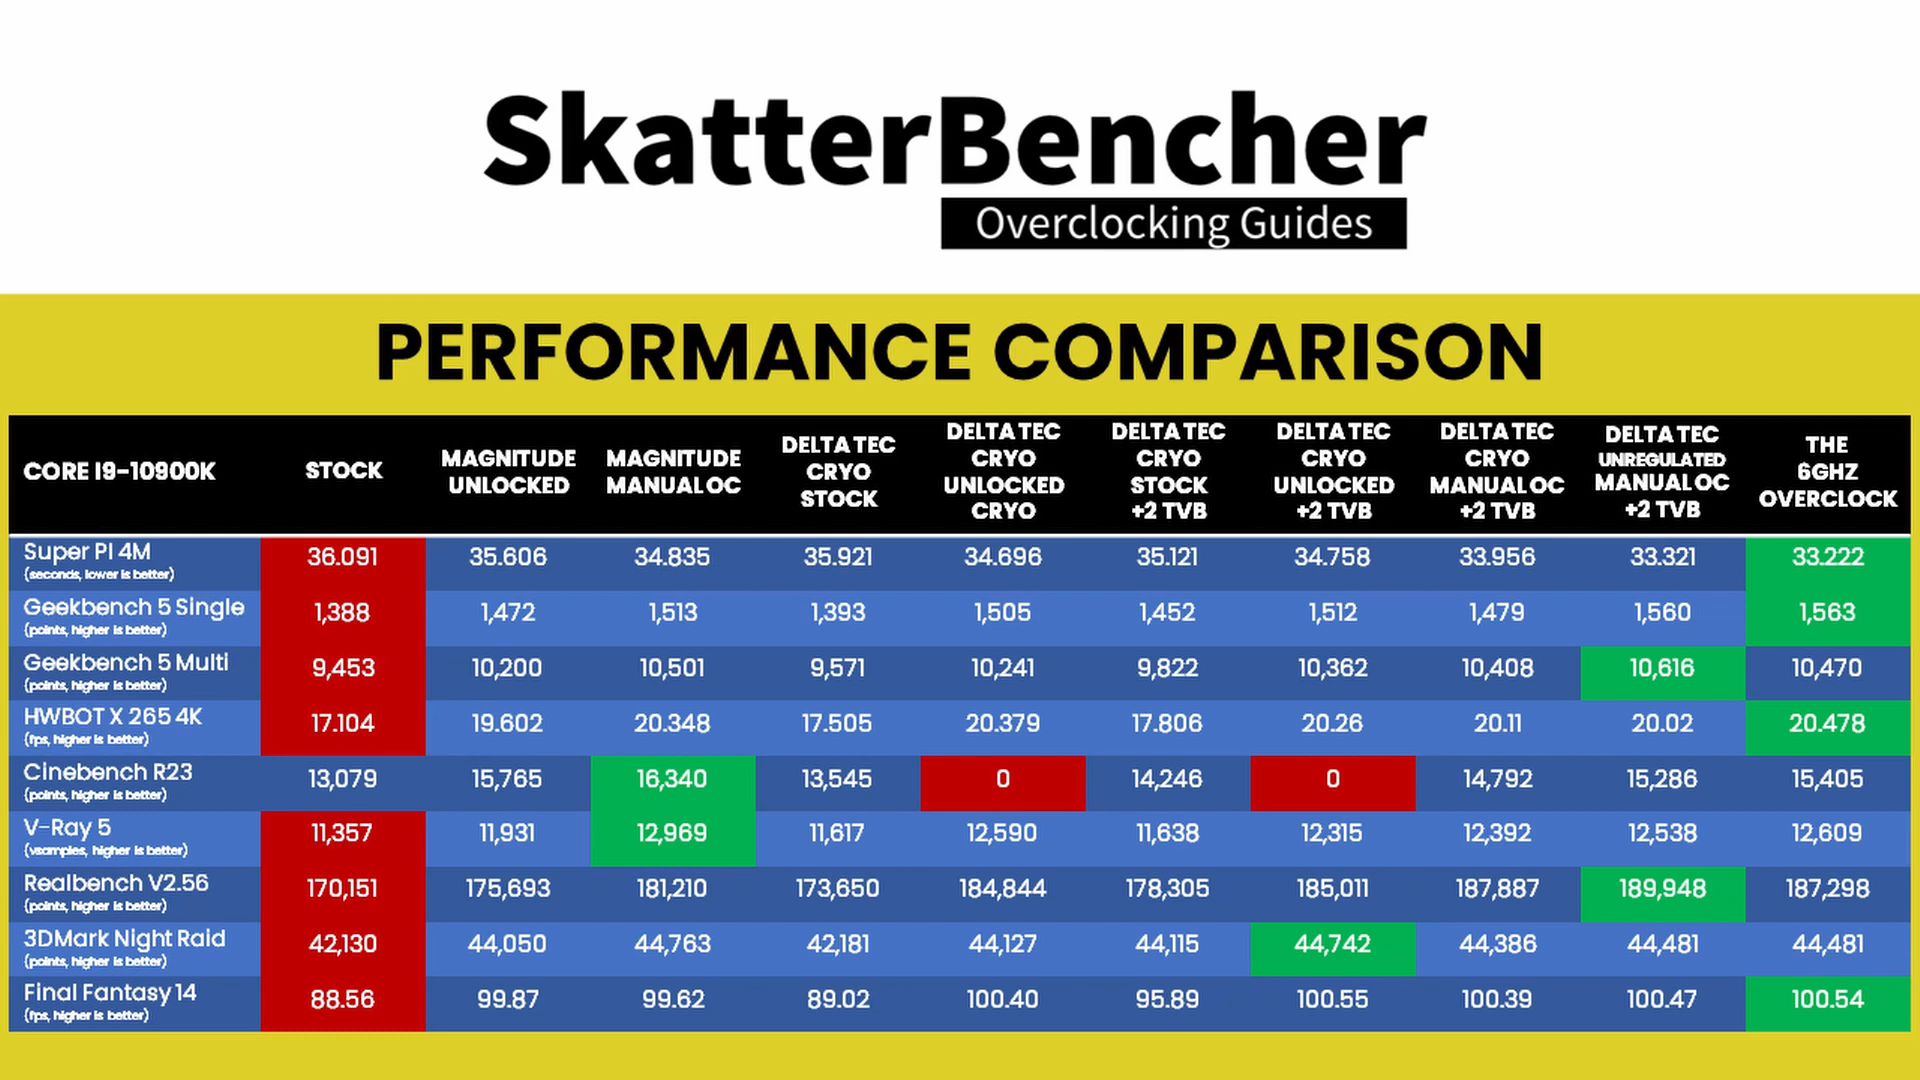 SkatterBencher
Overclocking Guides
PERFORMANCE COMPARISON
CORE I9-10900K STOCK MAGNITUDE UNLOCKED MAGNITUDE MANUAL OC DELTA TEC CRYO STOCK DELTA TEC CRYO UNLOCKED CRYO DELTA TEC CRYO STOCK +2 TVB DELTA TEC CRYO UNLOCKED +2 TVB DELTA TEC CRYO MANUAL OC +2 TVB DELTA TEC UNREGULATED MANUAL OC +2 TVB THE 6GHZ OVERCLOCK
Super PI 4M 36.091 35.606 34.835 35.921 34.696 35.121 34.758 33.956 33.321 33.222
(seconds, lower is better)
Geekbench 5 Single 1,388 1,472 1,513 1,393 1,505 1,452 1,512 1,479 1,560 1,563
(points, higher is better)
Geekbench 5 Multi 9,453 10,200 10,501 9,571 10,241 9,822 10,362 10,408 10,616 10,470
(points, higher is better)
HWBOT X 265 4K 17.104 19.602 20.348 17.505 20.379 17.806 20.26 20.11 20.02 20.478
(fps, higher is better)
Cinebench R23 13,079 15,765 16,340 13,545 0 14,246 0 14,792 15,286 15,405
(points, higher is better)
V-Ray 5 11,357 11,931 12,969 11,617 12,590 11,638 12,315 12,392 12,538 12,609
(vsamples, higher is better)
Realbench V2.56 170,151 175,693 181,210 173,650 184,844 178,305 185,011 187,887 189,948 187,298
(points, higher is better)
3DMark Night Raid 42,130 44,050 44,763 42,181 44,127 44,115 44,742 44,386 44,481 44,481
(points, higher is better)
Final Fantasy 14 88.56 99.87 99.62 89.02 100.40 95.89 100.55 100.39 100.47 100.54
(fps, higher is better)